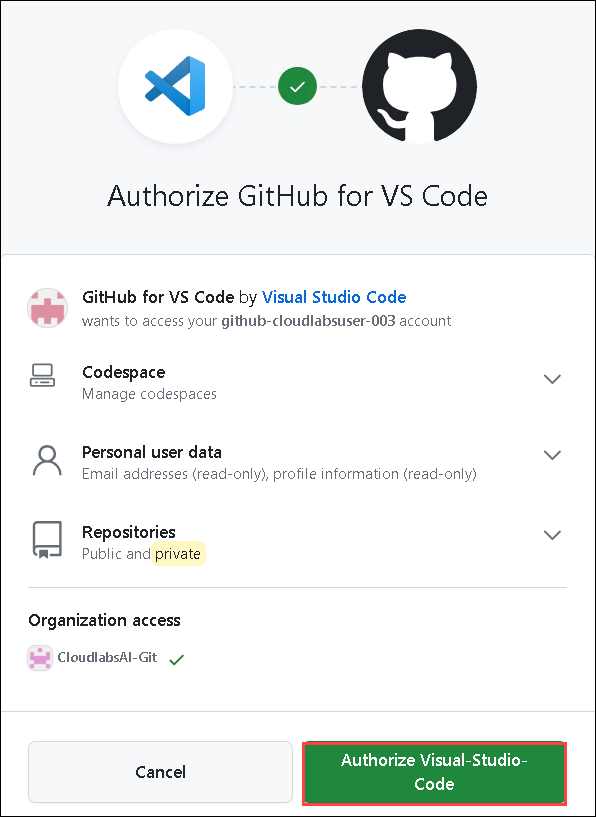 Authorize GitHub for VS Code
GitHub for VS Code by Visual Studio Code
wants to access your github-cloudlabsuser-003 account
Codespace
Manage codespaces
Personal user data
Email addresses (read-only), profile information (read-only)
Repositories
Public and private
Organization access
CloudlabsAI-Git
Cancel
Authorize Visual-Studio-
Code